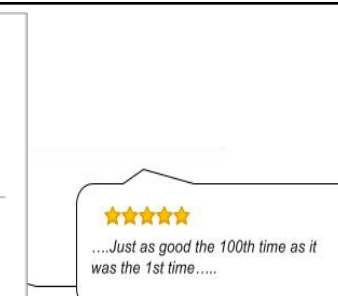 ….Just as good the 100th time as it
was the 1st time…..